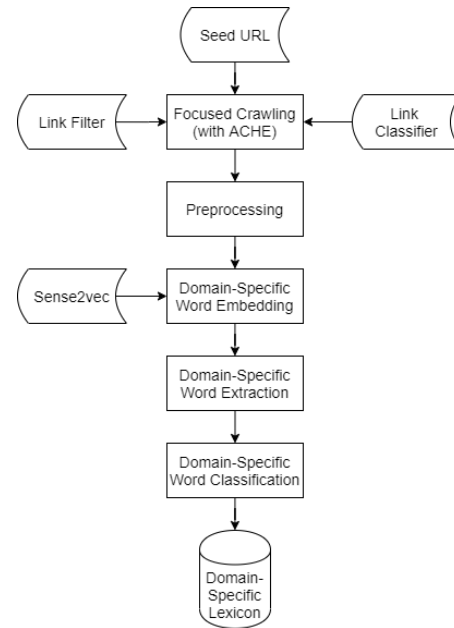 Seed URL
Link Filter
Focused Crawling
(with ACHE)
Link
Classifier
Preprocessing
Sense2vec
Domain-Specific
Word Embedding
Domain-Specific
Word Extraction
Domain-Specific
Word Classification
Domain-
Specific
Lexicon